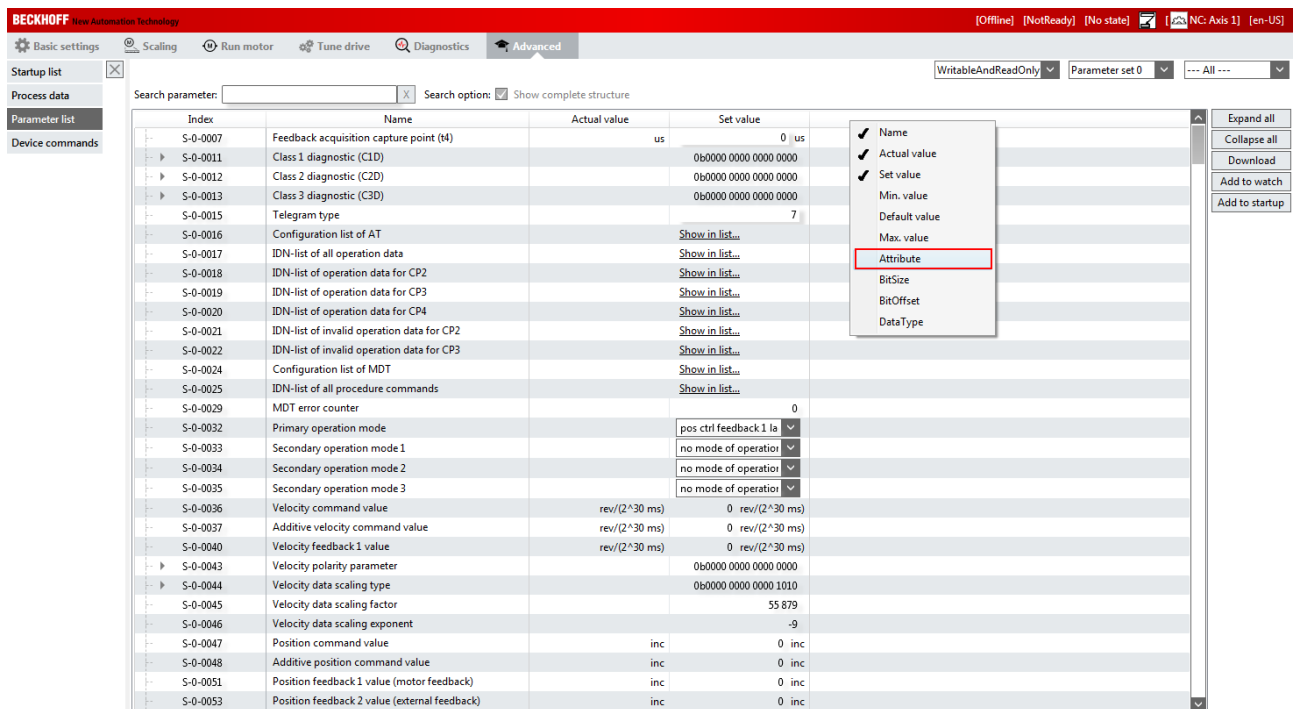 BECKHOFF New Automation Technology [Offline] [NotReady] [No state] [ NC: Axis 1] [en-US]
Basic settings Scaling Run motor Tune drive Diagnostics Advanced
Startup list
Process data
Parameter list
Device commands
WritableAndReadOnly Parameter set 0 --- All ---
Search parameter: X Search option: Show complete structure
Index Name Actual value Set value
S-0-0007 Feedback acquisition capture point (t4) us 0 us
S-0-0011 Class 1 diagnostic (C1D) 0b0000 0000 0000 0000
S-0-0012 Class 2 diagnostic (C2D) 0b0000 0000 0000 0000
S-0-0013 Class 3 diagnostic (C3D) 0b0000 0000 0000 0000
S-0-0015 Telegram type 7
S-0-0016 Configuration list of AT Show in list...
S-0-0017 IDN-list of all operation data Show in list...
S-0-0018 IDN-list of operation data for CP2 Show in list...
S-0-0019 IDN-list of operation data for CP3 Show in list...
S-0-0020 IDN-list of operation data for CP4 Show in list...
S-0-0021 IDN-list of invalid operation data for CP2 Show in list...
S-0-0022 IDN-list of invalid operation data for CP3 Show in list...
S-0-0024 Configuration list of MDT Show in list...
S-0-0025 IDN-list of all procedure commands Show in list...
S-0-0029 MDT error counter 0
S-0-0032 Primary operation mode pos ctrl feedback 1 la
S-0-0033 Secondary operation mode 1 no mode of operatior
S-0-0034 Secondary operation mode 2 no mode of operatior
S-0-0035 Secondary operation mode 3 no mode of operatior
S-0-0036 Velocity command value rev/(2^30 ms) 0 rev/(2^30 ms)
S-0-0037 Additive velocity command value rev/(2^30 ms) 0 rev/(2^30 ms)
S-0-0040 Velocity feedback 1 value rev/(2^30 ms) 0 rev/(2^30 ms)
S-0-0043 Velocity polarity parameter 0b0000 0000 0000 0000
S-0-0044 Velocity data scaling type 0b0000 0000 0000 1010
S-0-0045 Velocity data scaling factor 55 879
S-0-0046 Velocity data scaling exponent -9
S-0-0047 Position command value inc 0 inc
S-0-0048 Additive position command value inc 0 inc
S-0-0051 Position feedback 1 value (motor feedback) inc 0 inc
S-0-0053 Position feedback 2 value (external feedback) inc 0 inc
Name
Actual value
Set value
Min. value
Default value
Max. value
Attribute
BitSize
BitOffset
DataType
Expand all
Collapse all
Download
Add to watch
Add to startup